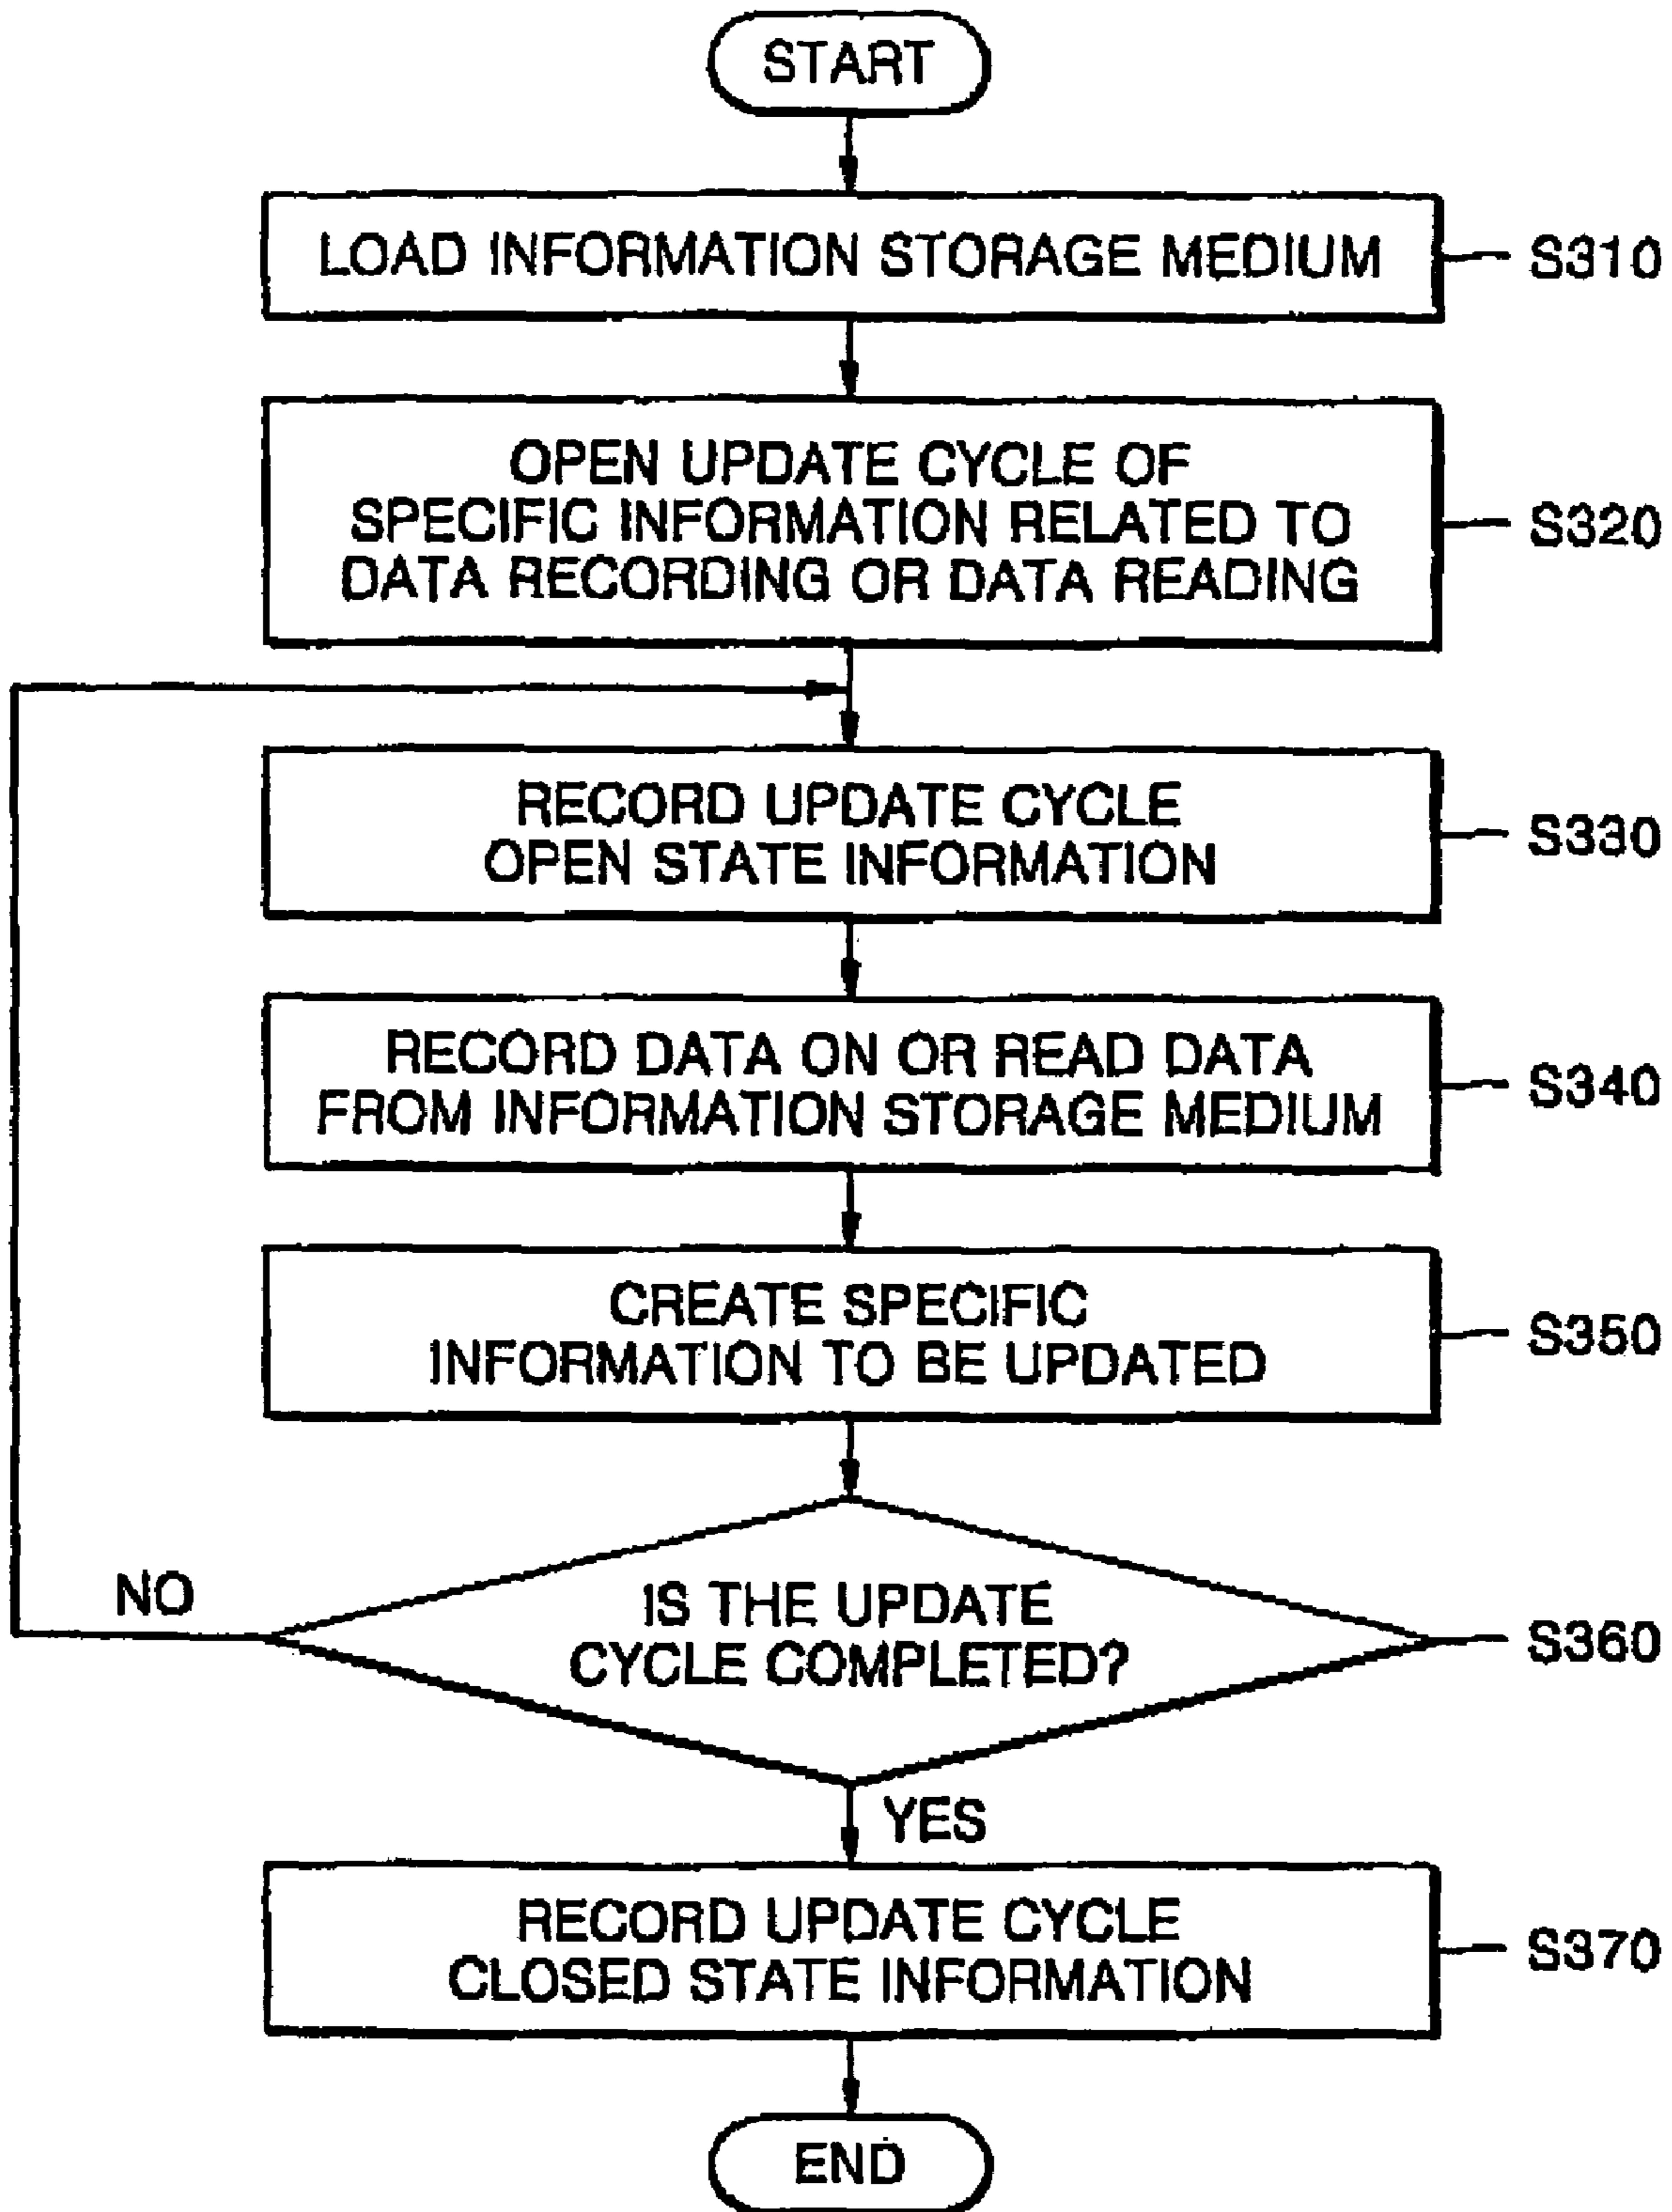 START
LOAD INFORMATION STORAGE MEDIUM
S310
OPEN UPDATE CYCLE OF
SPECIFIC INFORMATION RELATED TO
DATA RECORDING OR DATA READING
S320
RECORD UPDATE CYCLE
OPEN STATE INFORMATION
S330
RECORD DATA ON OR READ DATA
FROM INFORMATION STORAGE MEDIUM
S340
CREATE SPECIFIC
INFORMATION TO BE UPDATED
S350
NO
IS THE UPDATE
CYCLE COMPLETED?
S360
YES
RECORD UPDATE CYCLE
CLOSED STATE INFORMATION
S370
END